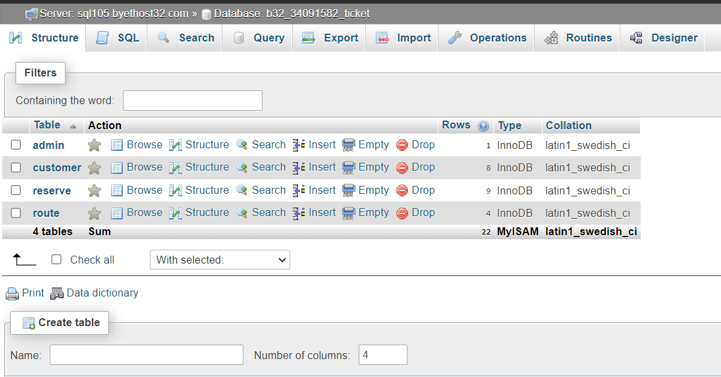 Server: sql105.byethost32.com » Database: b32_34091582_ticket
Structure SQL Search Query Export Import Operations Routines Designer
Filters
Containing the word:
Table Action Rows Type Collation
admin Browse Structure Search Insert Empty Drop 1 InnoDB latin1_swedish_ci
customer Browse Structure Search Insert Empty Drop 8 InnoDB latin1_swedish_ci
reserve Browse Structure Search Insert Empty Drop 9 InnoDB latin1_swedish_ci
route Browse Structure Search Insert Empty Drop 4 InnoDB latin1_swedish_ci
4 tables Sum 22 MyISAM latin1_swedish_ci
Check all With selected:
Print Data dictionary
Create table
Name: Number of columns: 4